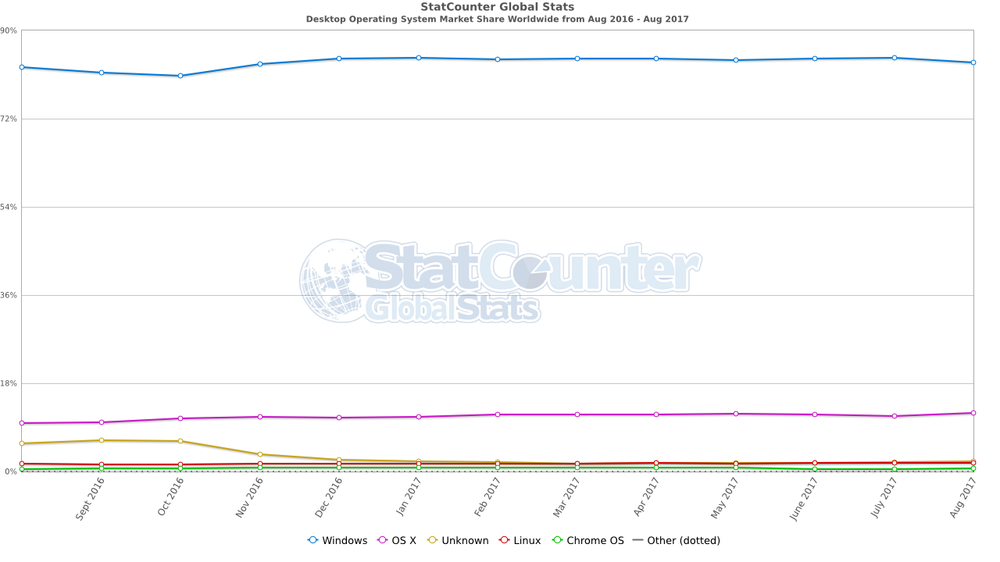 StatCounter Global Stats
Desktop Operating System Market Share Worldwide from Aug 2016 - Aug 2017
90%
72%
54%
StatCounter
36%
GlobalStats
18%
0%
Sept 2016
Oct 2016
Nov 2016
Dec 2016
Jan 2017
Feb 2017
Mar 2017
Apr 2017
May 2017
June 2017
July 2017
Aug 2017
Windows OS X Unknown Linux Chrome OS Other (dotted)